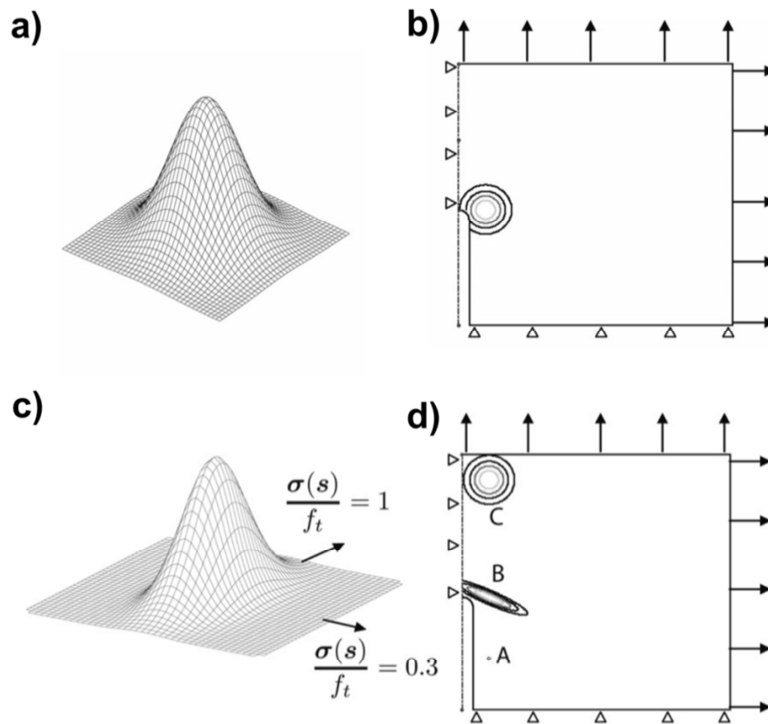 a)
b)
c)
σ(s)/f_t = 1
σ(s)/f_t = 0.3
d)
C
B
A